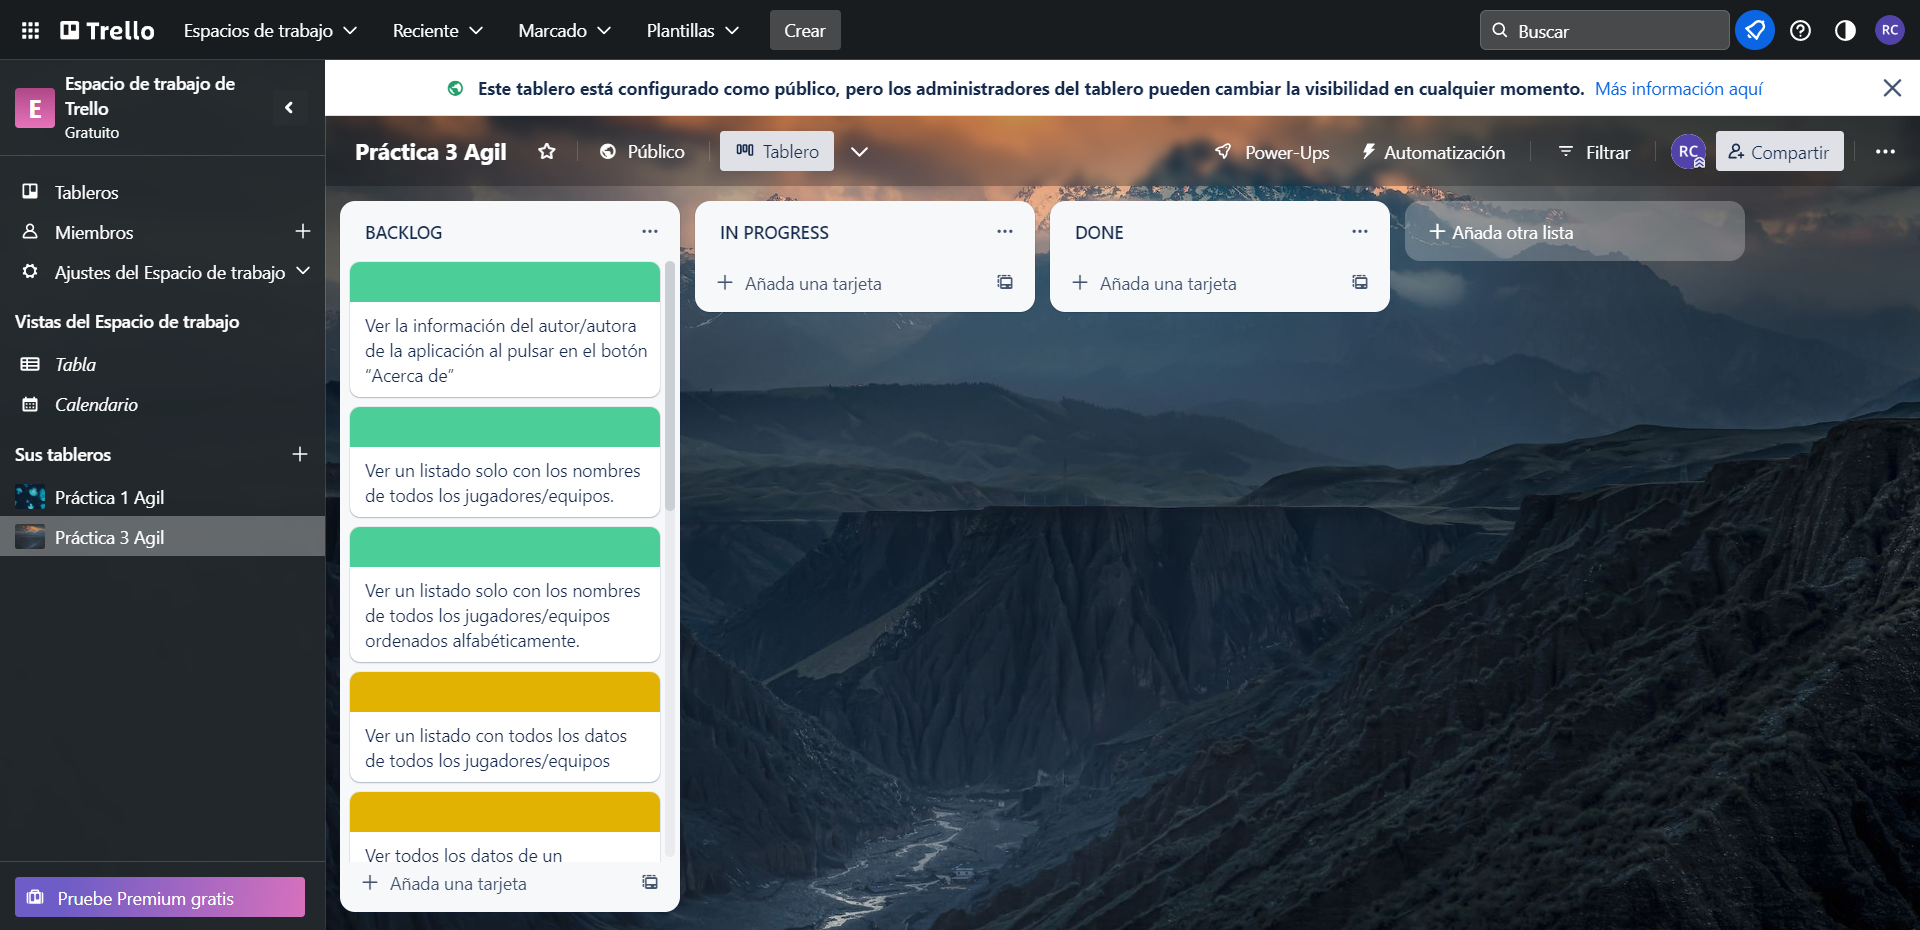 Trello
Espacios de trabajo
Reciente
Marcado
Plantillas
Crear
Buscar
RC
E
Espacio de trabajo de
Trello
Gratuito
Este tablero está configurado como público, pero los administradores del tablero pueden cambiar la visibilidad en cualquier momento. Más información aquí
Práctica 3 Agil
Público
Tablero
Power-Ups
Automatización
Filtrar
RC
Compartir
Tableros
Miembros
Ajustes del Espacio de trabajo
Vistas del Espacio de trabajo
Tabla
Calendario
Sus tableros
Práctica 1 Agil
Práctica 3 Agil
Pruebe Premium gratis
BACKLOG
Ver la información del autor/autora
de la aplicación al pulsar en el botón
“Acerca de”
Ver un listado solo con los nombres
de todos los jugadores/equipos.
Ver un listado solo con los nombres
de todos los jugadores/equipos
ordenados alfabéticamente.
Ver un listado con todos los datos
de todos los jugadores/equipos
Ver todos los datos de un
Añada una tarjeta
IN PROGRESS
Añada una tarjeta
DONE
Añada una tarjeta
Añada otra lista